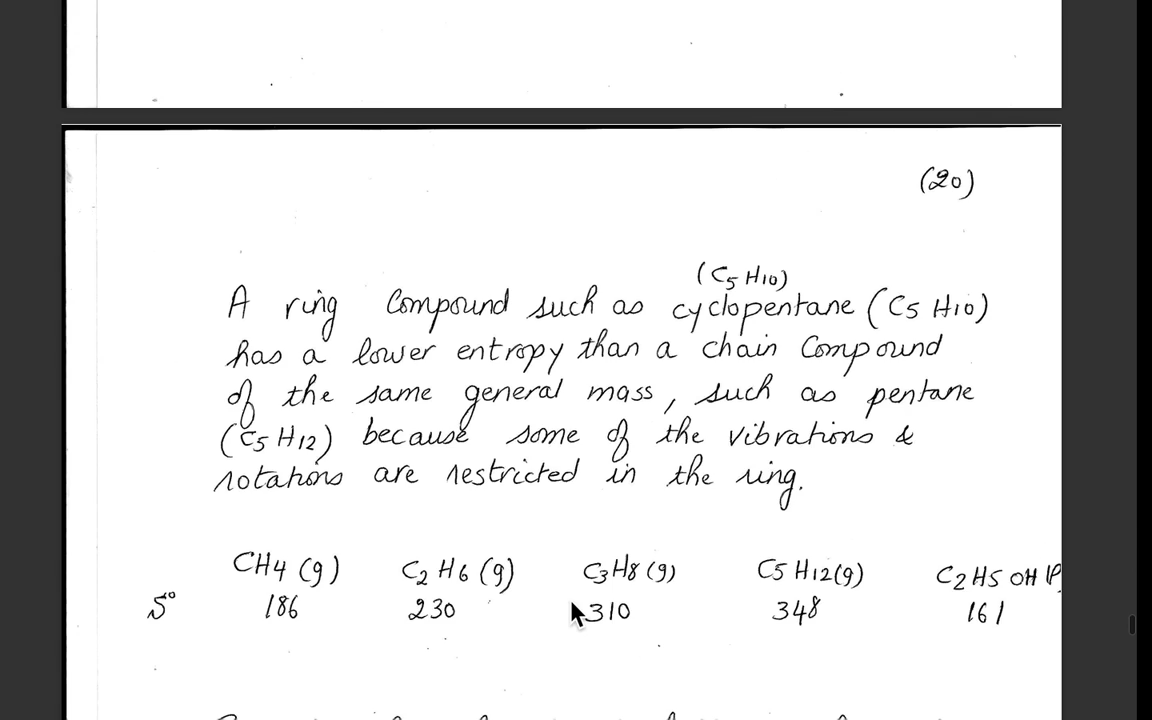 (20)
(C5 H10)
A ring Compound such as cyclopentane (C5 H10)
has a lower entropy than a chain Compound
of the same general mass, such as pentane
(C5 H12) because some of the vibrations &
rotations are restricted in the ring.
CH4 (g) C2 H6 (g) C3H8 (g) C5 H12(g) C2 H5 OH
S° 186 230 310 348 161